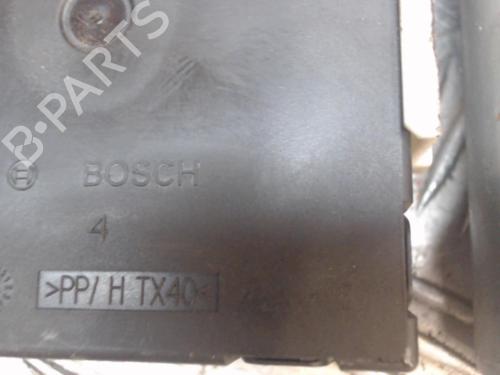 B-PARTS
BOSCH
4
>PP/ H TX40<